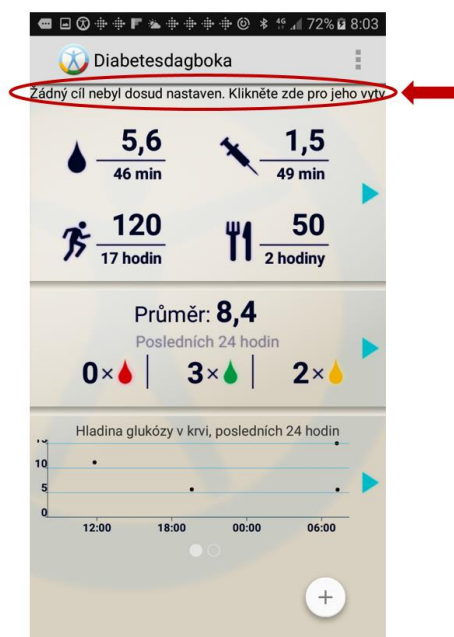 4G 72% 8:03
Diabetesdagboka
Žádný cíl nebyl dosud nastaven. Klikněte zde pro jeho vyty
5,6 1,5
46 min 49 min
120 50
17 hodin 2 hodiny
Průměr: 8,4
Posledních 24 hodin
0× 3× 2×
Hladina glukózy v krvi, posledních 24 hodin
15
10
5
0
12:00 18:00 00:00 06:00
+